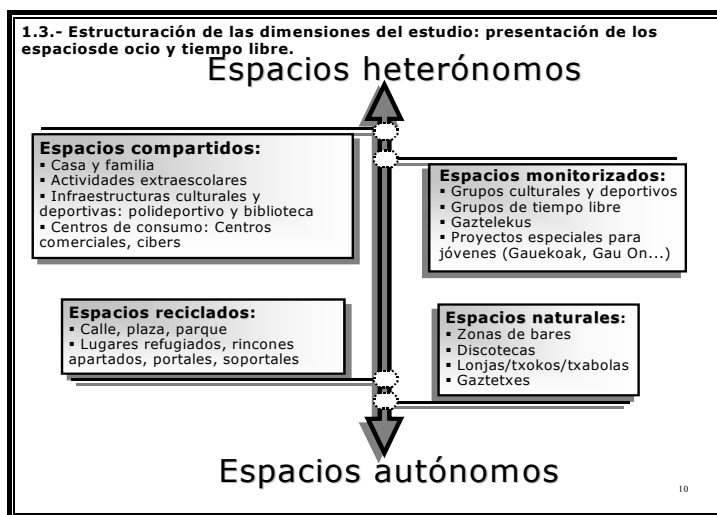 1.3.- Estructuración de las dimensiones del estudio: presentación de los
espaciosde ocio y tiempo libre.
Espacios heterónomos
Espacios compartidos:
▪ Casa y familia
▪ Actividades extraescolares
▪ Infraestructuras culturales y
deportivas: polideportivo y biblioteca
▪ Centros de consumo: Centros
comerciales, cibers
Espacios monitorizados:
▪ Grupos culturales y deportivos
▪ Grupos de tiempo libre
▪ Gaztelekus
▪ Proyectos especiales para
jóvenes (Gauekoak, Gau On...)
Espacios reciclados:
▪ Calle, plaza, parque
▪ Lugares refugiados, rincones
apartados, portales, soportales
Espacios naturales:
▪ Zonas de bares
▪ Discotecas
▪ Lonjas/txokos/txabolas
▪ Gaztetxes
Espacios autónomos
10